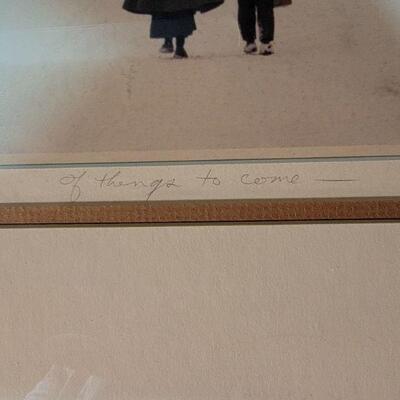 of things to come —